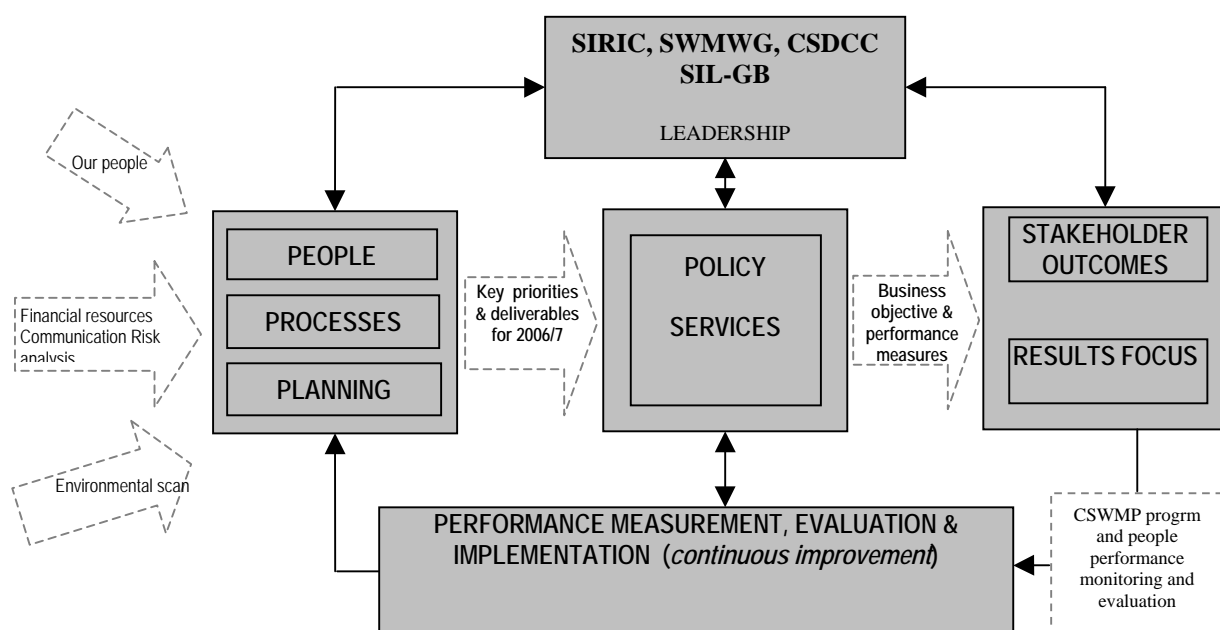 SIRIC, SWMWG, CSDCC
SIL-GB
LEADERSHIP
Our people
Financial resources
Communication Risk
analysis
Environmental scan
PEOPLE
PROCESSES
PLANNING
Key priorities
& deliverables
for 2006/7
POLICY
SERVICES
Business
objective &
performance
measures
STAKEHOLDER
OUTCOMES
RESULTS FOCUS
PERFORMANCE MEASUREMENT, EVALUATION &
IMPLEMENTATION (continuous improvement)
CSWMP progrm
and people
performance
monitoring and
evaluation